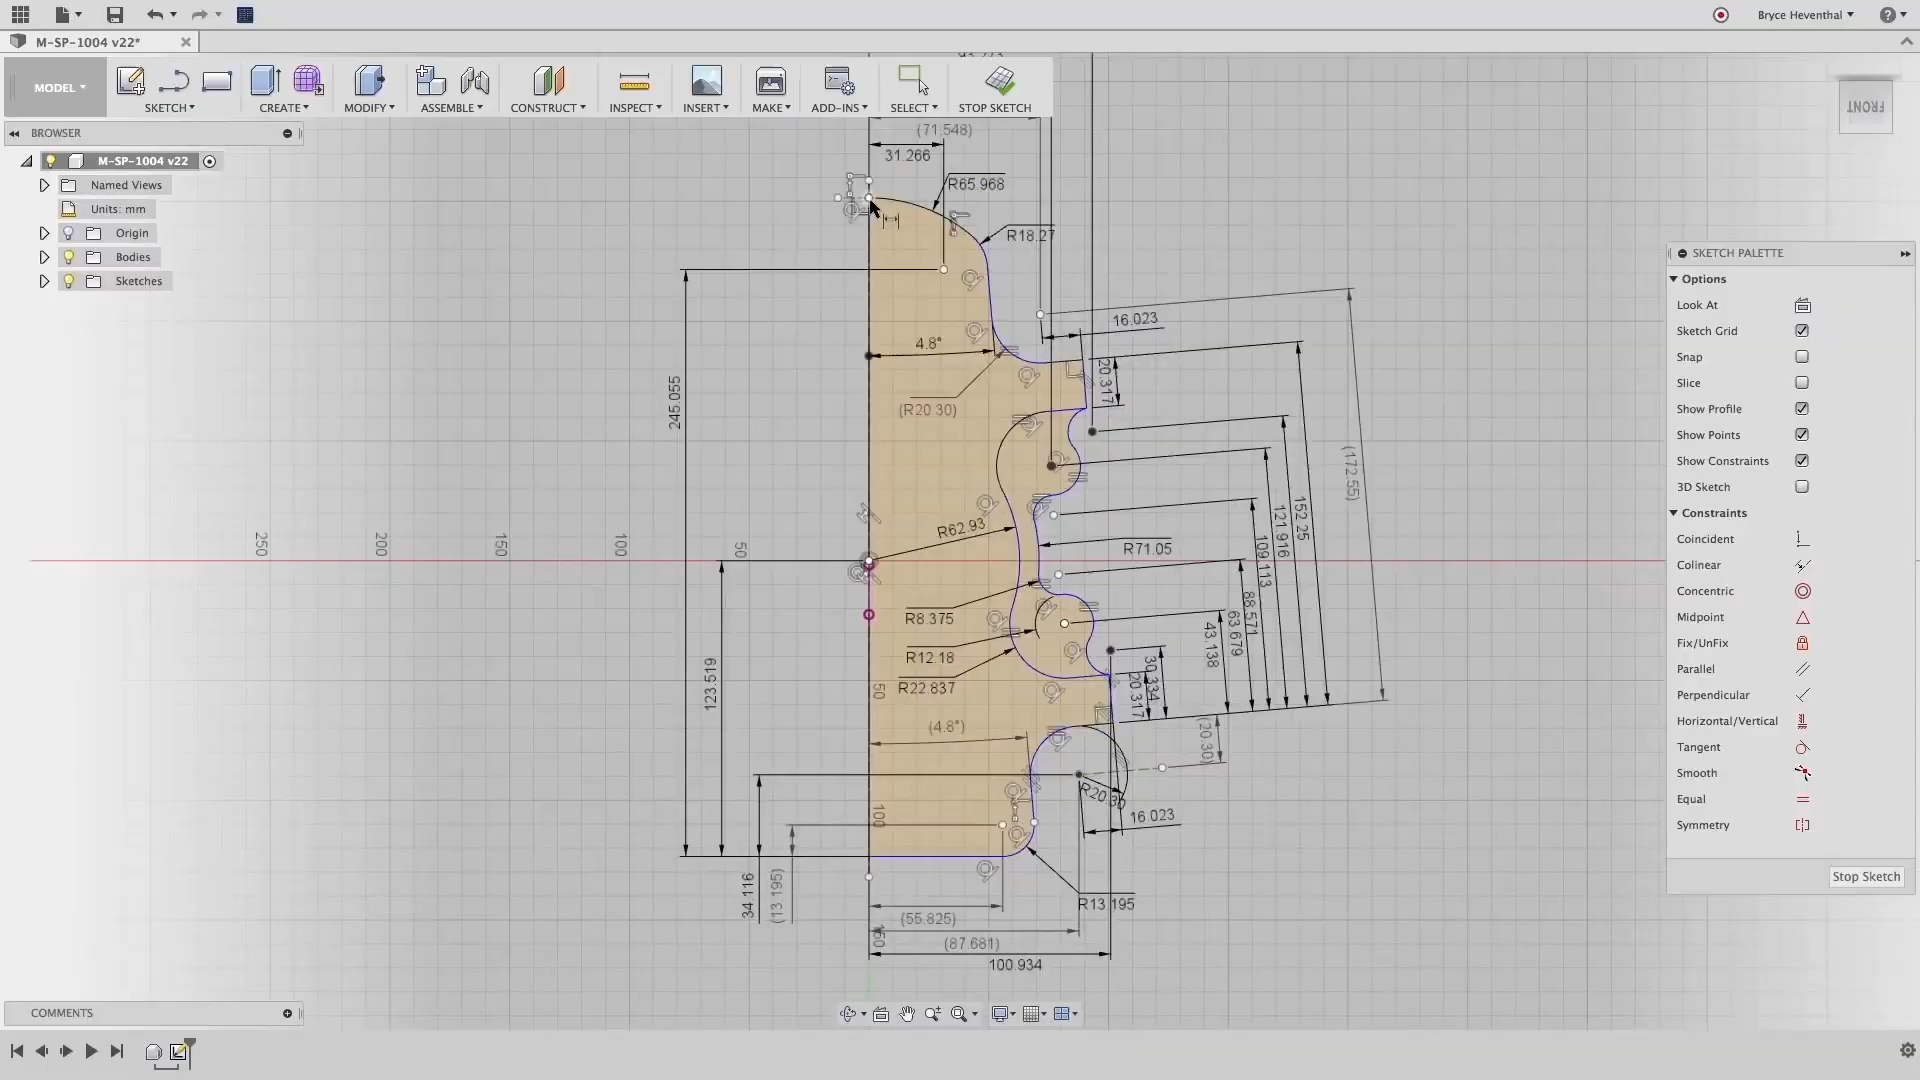 Bryce Heventhal
M-SP-1004 v22*
MODEL
SKETCH
CREATE
MODIFY
ASSEMBLE
CONSTRUCT
INSPECT
INSERT
MAKE
ADD-INS
SELECT
STOP SKETCH
BROWSER
M-SP-1004 v22
Named Views
Units: mm
Origin
Bodies
Sketches
FRONT
(71.548)
31.266
R65.968
R18.27
16.023
4.8°
20.317
(R20.30)
245.055
(172.55)
152.25
121.916
109.113
88.571
63.679
43.138
30.334
20.317
(20.30)
250
200
150
100
50
R62.93
R71.05
R8.375
R12.18
R22.837
50
123.519
(4.8°)
R20.30
16.023
100
34.116
(13.195)
R13.195
(55.825)
(87.681)
100.934
SKETCH PALETTE
Options
Look At
Sketch Grid
Snap
Slice
Show Profile
Show Points
Show Constraints
3D Sketch
Constraints
Coincident
Colinear
Concentric
Midpoint
Fix/UnFix
Parallel
Perpendicular
Horizontal/Vertical
Tangent
Smooth
Equal
Symmetry
Stop Sketch
COMMENTS